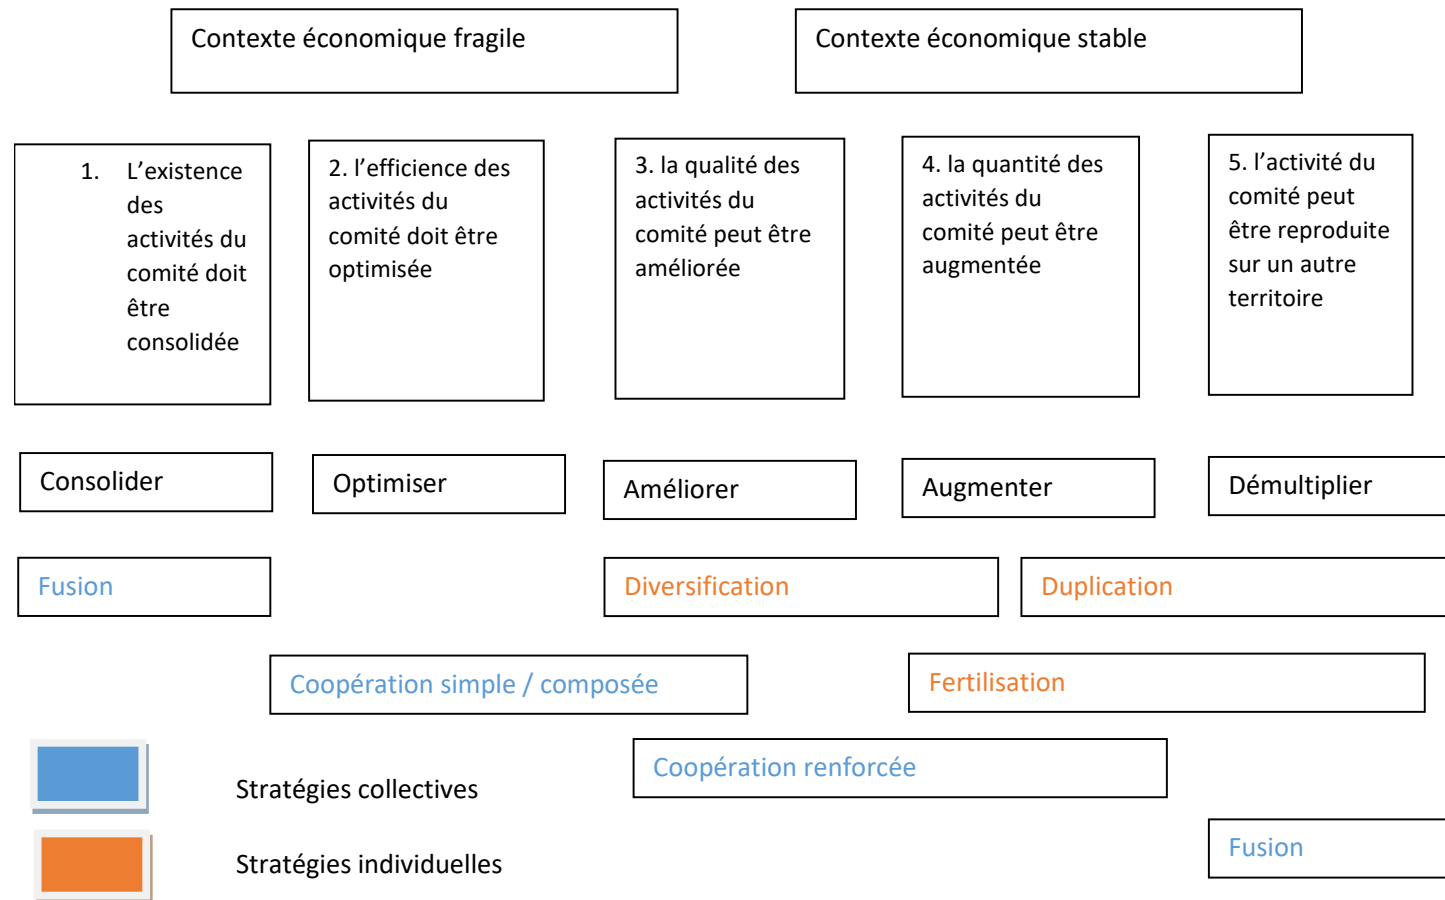 Contexte économique fragile
Contexte économique stable
1. L'existence
des
activités du
comité doit
être
consolidée
2. l'efficience des
activités du
comité doit être
optimisée
3. la qualité des
activités du
comité peut être
améliorée
4. la quantité des
activités du
comité peut être
augmentée
5. l'activité du
comité peut
être reproduite
sur un autre
territoire
Consolider
Optimiser
Améliorer
Augmenter
Démultiplier
Fusion
Diversification
Duplication
Coopération simple / composée
Fertilisation
Coopération renforcée
Stratégies collectives
Fusion
Stratégies individuelles